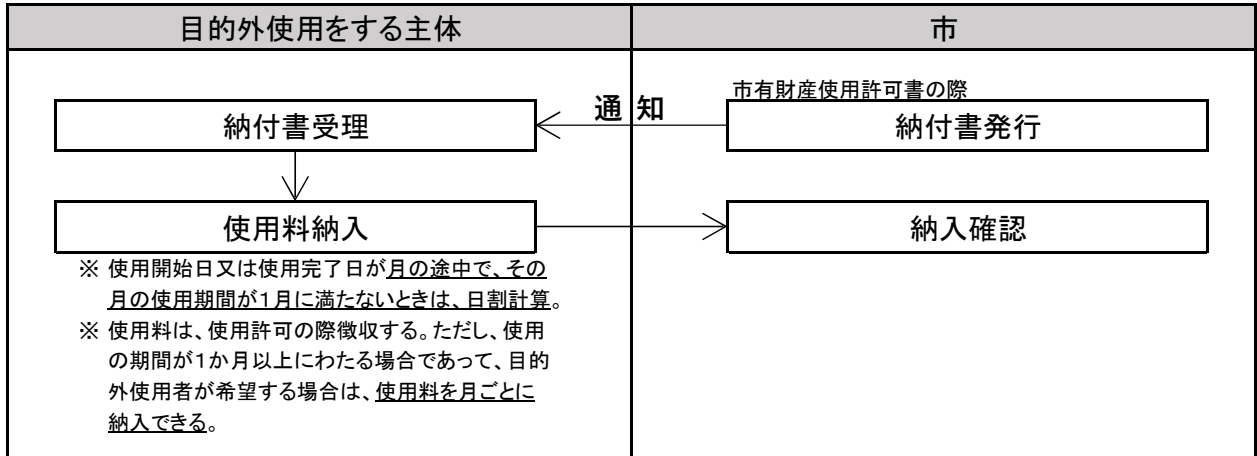 目的外使用をする主体
市
市有財産使用許可書の際
通知
納付書受理
納付書発行
使用料納入
納入確認
※ 使用開始日又は使用完了日が月の途中で、その
月の使用期間が1月に満たないときは、日割計算。
※ 使用料は、使用許可の際徴収する。ただし、使用
の期間が1か月以上にわたる場合であって、目的
外使用者が希望する場合は、使用料を月ごとに
納入できる。